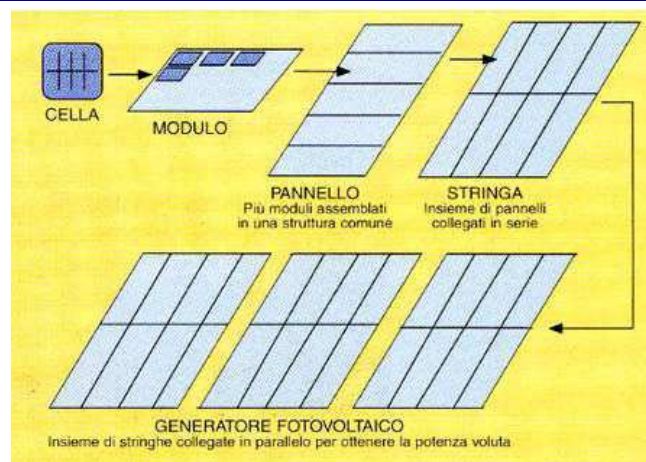 CELLA
MODULO
PANNELLO
Più moduli assemblati
in una struttura comune
STRINGA
Insieme di pannelli
collegati in serie
GENERATORE FOTOVOLTAICO
Insieme di stringhe collegate in parallelo per ottenere la potenza voluta